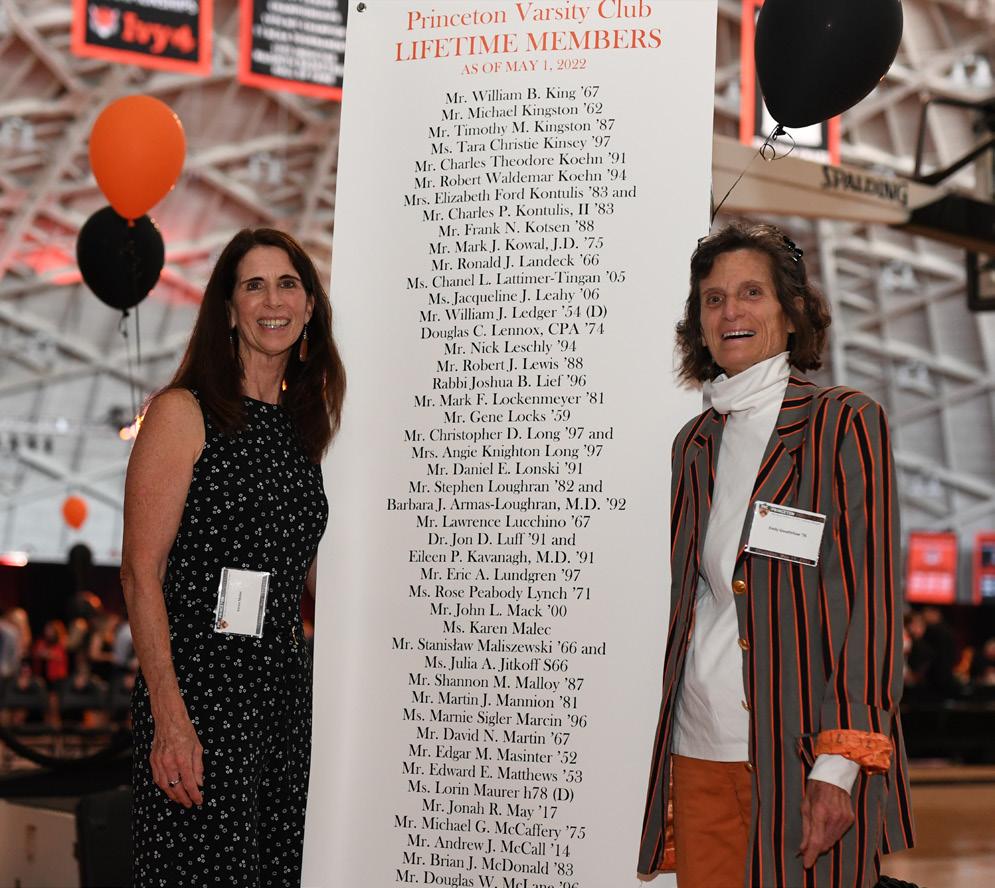 Ivy4
SPALDING
Princeton Varsity Club
LIFETIME MEMBERS
AS OF MAY 1, 2022
Mr. William B. King ’67
Mr. Michael Kingston ’62
Mr. Timothy M. Kingston ’87
Ms. Tara Christie Kinsey ’97
Mr. Charles Theodore Koehn ’91
Mr. Robert Waldemar Koehn ’94
Mrs. Elizabeth Ford Kontulis ’83 and
Mr. Charles P. Kontulis, II ’83
Mr. Frank N. Kotsen ’88
Mr. Mark J. Kowal, J.D. ’75
Mr. Ronald J. Landeck ’66
Ms. Chanel L. Lattimer-Tingan ’05
Ms. Jacqueline J. Leahy ’06
Mr. William J. Ledger ’54 (D)
Douglas C. Lennox, CPA ’74
Mr. Nick Leschly ’94
Mr. Robert J. Lewis ’88
Rabbi Joshua B. Lief ’96
Mr. Mark F. Lockenmeyer ’81
Mr. Gene Locks ’59
Mr. Christopher D. Long ’97 and
Mrs. Angie Knighton Long ’97
Mr. Daniel E. Lonski ’91
Mr. Stephen Loughran ’82 and
Barbara J. Armas-Loughran, M.D. ’92
Mr. Lawrence Lucchino ’67
Dr. Jon D. Luff ’91 and
Eileen P. Kavanagh, M.D. ’91
Mr. Eric A. Lundgren ’97
Ms. Rose Peabody Lynch ’71
Mr. John L. Mack ’00
Ms. Karen Malec
Mr. Stanisław Maliszewski ’66 and
Ms. Julia A. Jitkoff S66
Mr. Shannon M. Malloy ’87
Mr. Martin J. Mannion ’81
Ms. Marnie Sigler Marcin ’96
Mr. David N. Martin ’67
Mr. Edgar M. Masinter ’52
Mr. Edward E. Matthews ’53
Ms. Lorin Maurer h78 (D)
Mr. Jonah R. May ’17
Mr. Michael G. McCaffery ’75
Mr. Andrew J. McCall ’14
Mr. Brian J. McDonald ’83
Mr. Douglas W. McLane ’96
PRINCETON